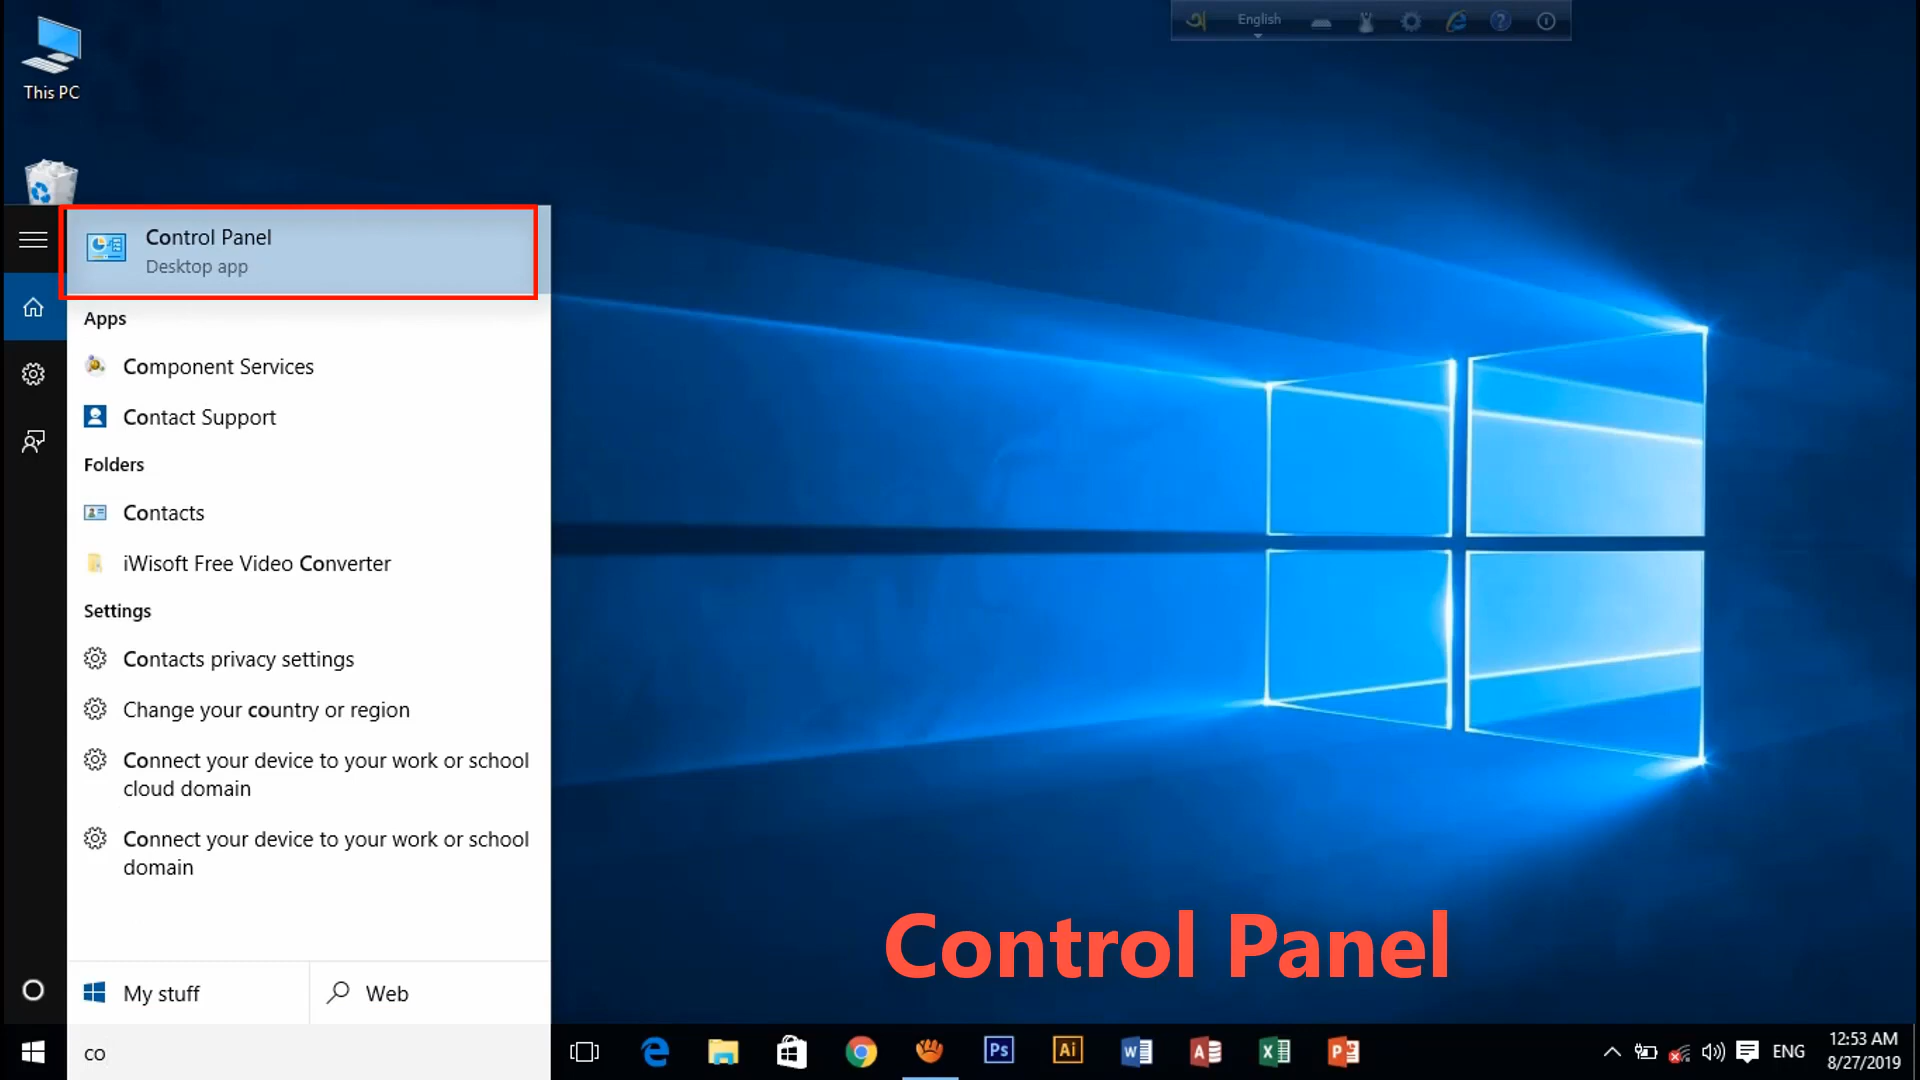 English
This PC
Control Panel
Desktop app
Apps
Component Services
Contact Support
Folders
Contacts
iWisoft Free Video Converter
Settings
Contacts privacy settings
Change your country or region
Connect your device to your work or school
cloud domain
Connect your device to your work or school
domain
Control Panel
My stuff
Web
co
Ps
Ai
ENG
12:53 AM
8/27/2019